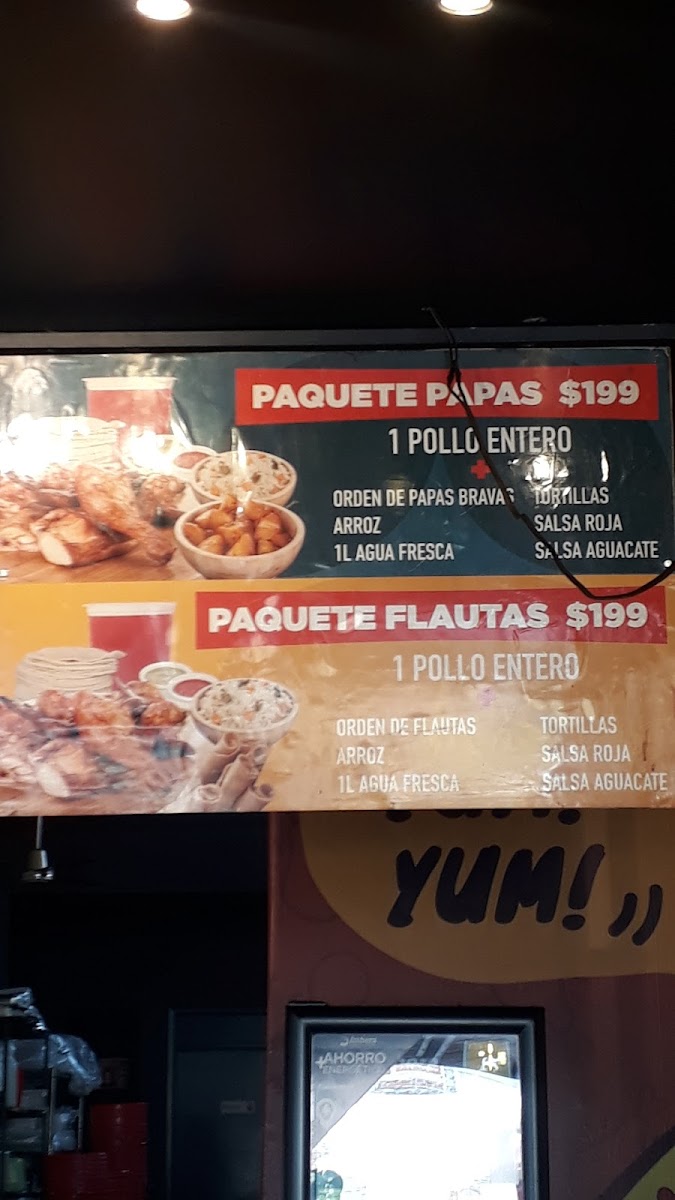 PAQUETE PAPAS $199
1 POLLO ENTERO
+
ORDEN DE PAPAS BRAVAS
ARROZ
1L AGUA FRESCA
TORTILLAS
SALSA ROJA
SALSA AGUACATE
PAQUETE FLAUTAS $199
1 POLLO ENTERO
+
ORDEN DE FLAUTAS
ARROZ
1L AGUA FRESCA
TORTILLAS
SALSA ROJA
SALSA AGUACATE
YUM!
imbera
+AHORRO